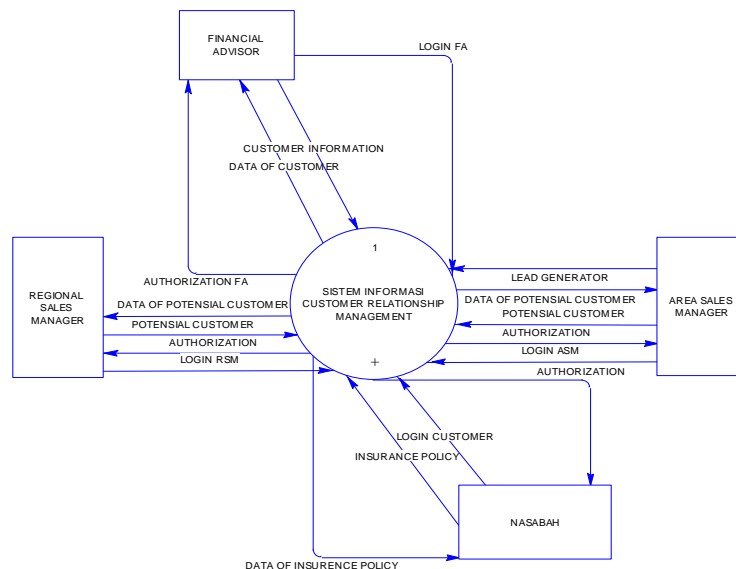 FINANCIAL
ADVISOR
LOGIN FA
CUSTOMER INFORMATION
DATA OF CUSTOMER
1
SISTEM INFORMASI
CUSTOMER RELATIONSHIP
MANAGEMENT
+
AUTHORIZATION FA
REGIONAL
SALES
MANAGER
DATA OF POTENSIAL CUSTOMER
POTENSIAL CUSTOMER
AUTHORIZATION
LOGIN RSM
LEAD GENERATOR
DATA OF POTENSIAL CUSTOMER
POTENSIAL CUSTOMER
AUTHORIZATION
LOGIN ASM
AREA SALES
MANAGER
AUTHORIZATION
LOGIN CUSTOMER
INSURANCE POLICY
NASABAH
DATA OF INSURENCE POLICY